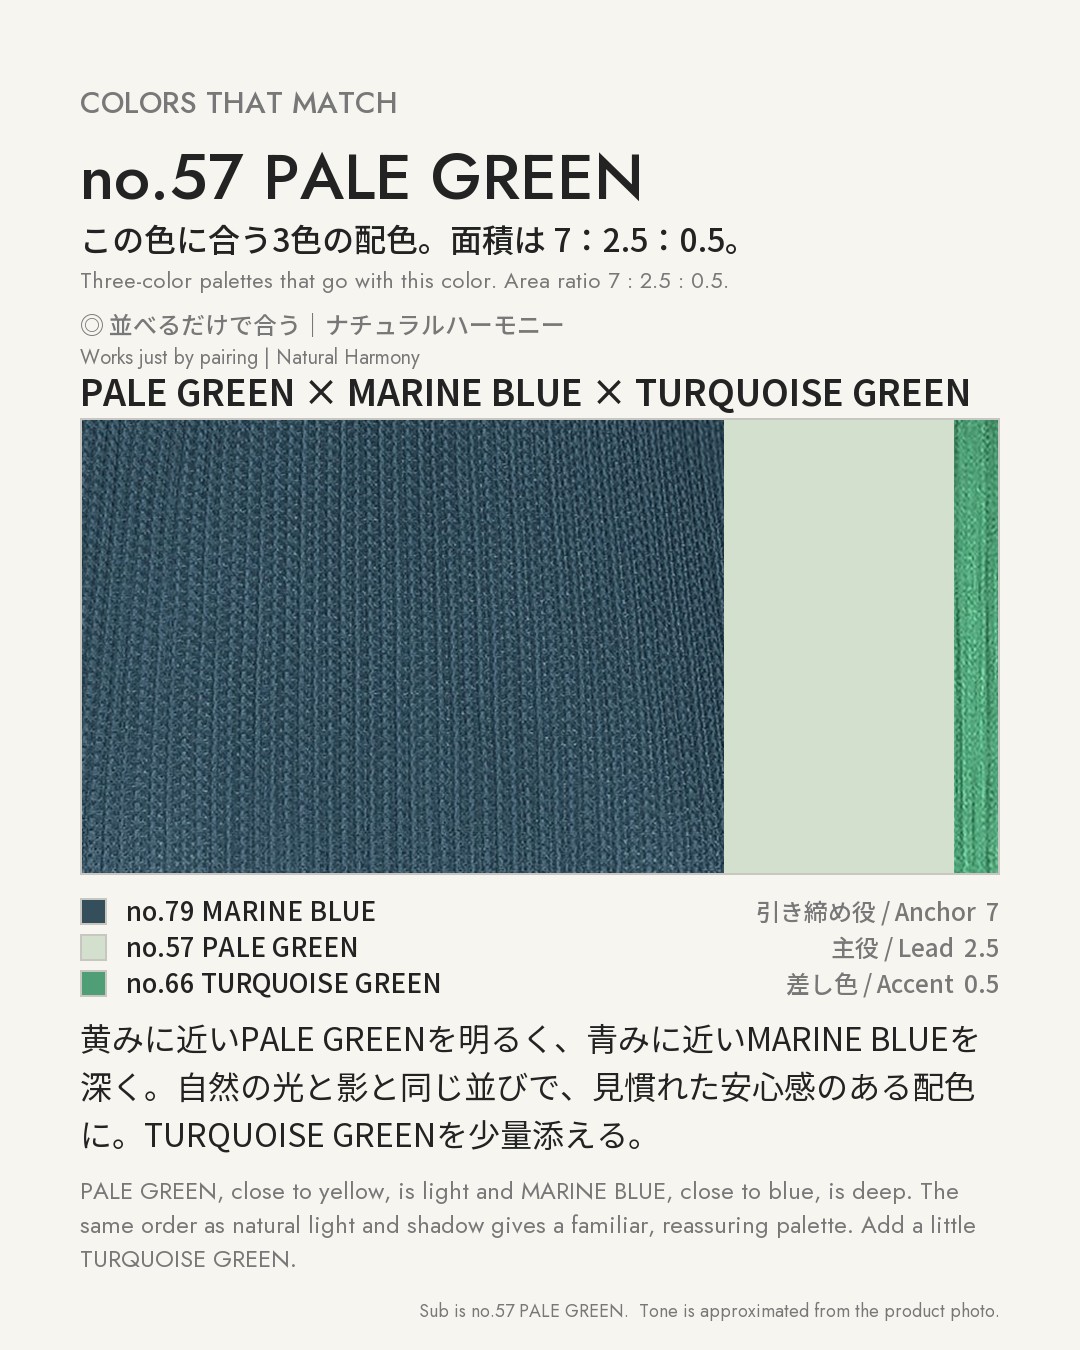 COLORS THAT MATCH
no.57 PALE GREEN
この色に合う3色の配色。面積は 7：2.5：0.5。
Three-color palettes that go with this color. Area ratio 7 : 2.5 : 0.5.
◎ 並べるだけで合う｜ナチュラルハーモニー
Works just by pairing | Natural Harmony
PALE GREEN × MARINE BLUE × TURQUOISE GREEN
no.79 MARINE BLUE 引き締め役 / Anchor 7
no.57 PALE GREEN 主役 / Lead 2.5
no.66 TURQUOISE GREEN 差し色 / Accent 0.5
黄みに近いPALE GREENを明るく、青みに近いMARINE BLUEを
深く。自然の光と影と同じ並びで、見慣れた安心感のある配色
に。TURQUOISE GREENを少量添える。
PALE GREEN, close to yellow, is light and MARINE BLUE, close to blue, is deep. The
same order as natural light and shadow gives a familiar, reassuring palette. Add a little
TURQUOISE GREEN.
Sub is no.57 PALE GREEN. Tone is approximated from the product photo.